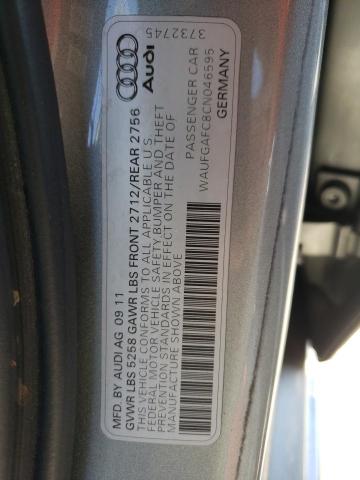 MFD. BY AUDI AG 09 11
GVWR LBS 5258 GAWR LBS FRONT 2712/REAR 2756
THIS VEHICLE CONFORMS TO ALL APPLICABLE U S
FEDERAL MOTOR VEHICLE SAFETY, BUMPER AND THEFT
PREVENTION STANDARDS IN EFFECT ON THE DATE OF
MANUFACTURE SHOWN ABOVE
Audi
3732745
PASSENGER CAR
WAUFGAFC8CN046595
GERMANY